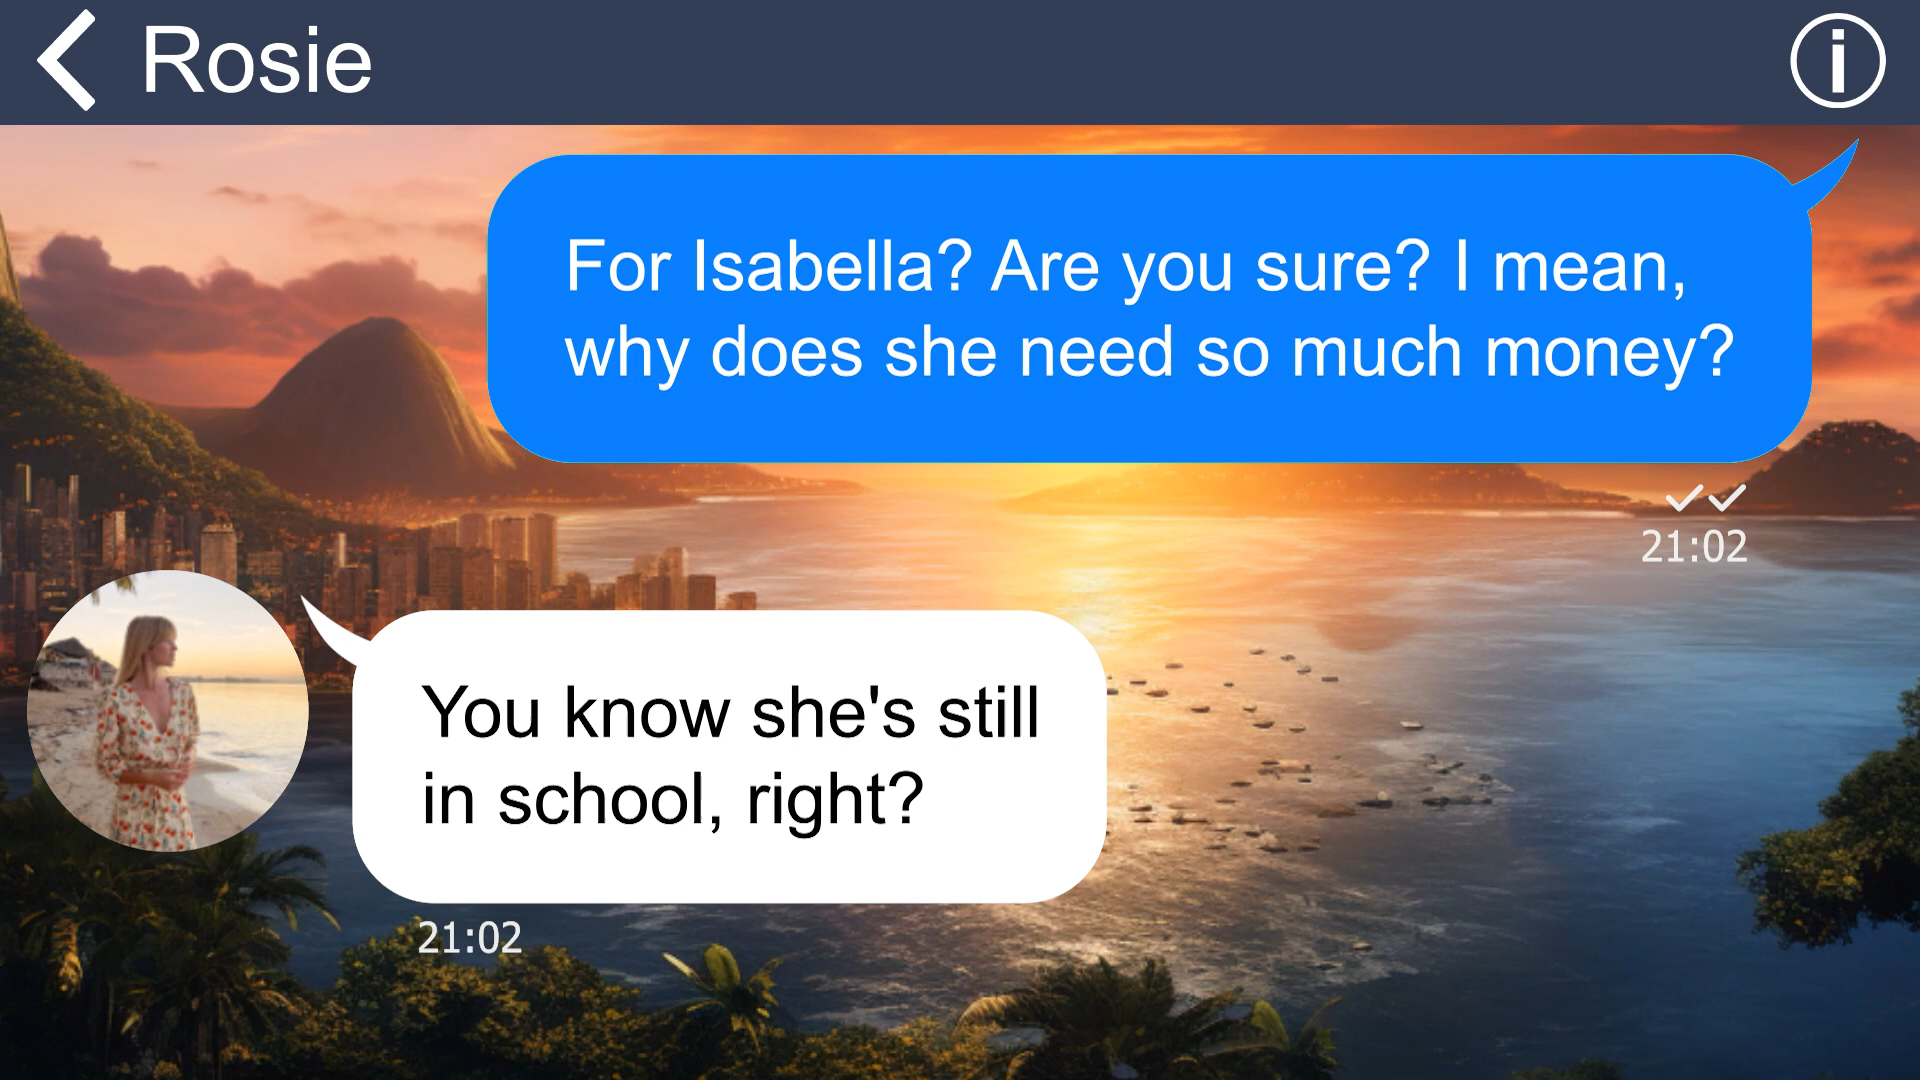 Rosie
For Isabella? Are you sure? I mean,
why does she need so much money?
21:02
You know she's still
in school, right?
21:02